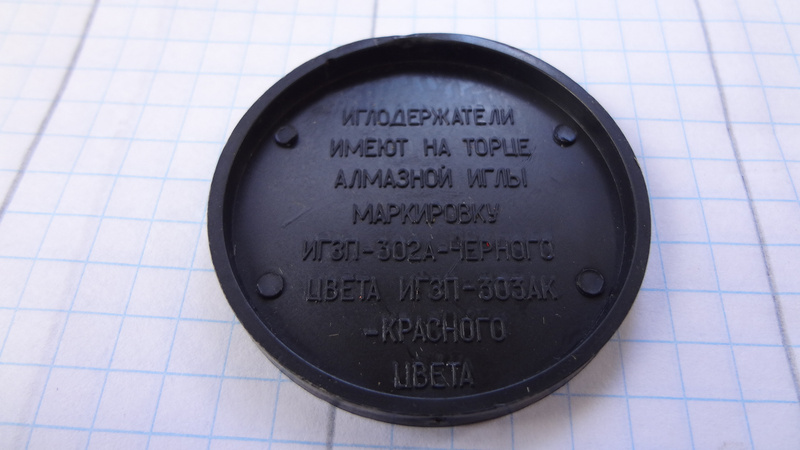 ИГЛОДЕРЖАТЕЛИ
ИМЕЮТ НА ТОРЦЕ
АЛМАЗНОЙ ИГЛЫ
МАРКИРОВКУ
ИГЗП-302А-ЧЕРНОГО
ЦВЕТА ИГЗП-303АК
-КРАСНОГО
ЦВЕТА